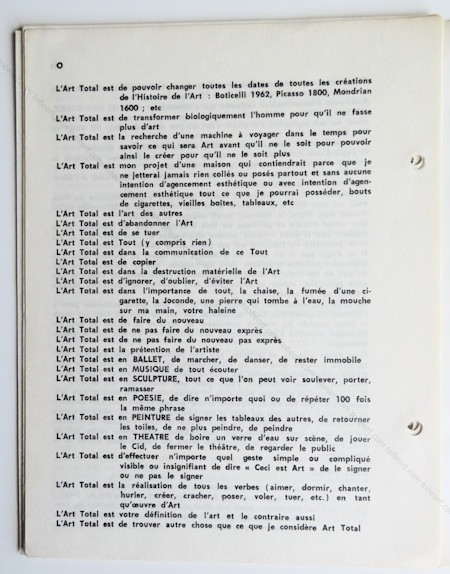 O
L'Art Total est de pouvoir changer toutes les dates de toutes les créations
de l'Histoire de l'Art : Boticelli 1962, Picasso 1800, Mondrian
1600 ; etc
L'Art Total est de transformer biologiquement l'homme pour qu'il ne fasse
plus d'art
L'Art Total est la recherche d'une machine à voyager dans le temps pour
savoir ce qui sera Art avant qu'il ne le soit pour pouvoir
ainsi le créer pour qu'il ne le soit plus
L'Art Total est mon projet d'une maison qui contiendrait parce que je
ne jetterai jamais rien collés ou posés partout et sans aucune
intention d'agencement esthétique ou avec intention d'agen-
cement esthétique tout ce que je pourrai posséder, bouts
de cigarettes, vieilles boites, tableaux, etc
L'Art Total est l'art des autres
L'Art Total est d'abandonner l'Art
L'Art Total est de se tuer
L'Art Total est Tout (y compris rien)
L'Art Total est dans la communication de ce Tout
L'Art Total est de copier
L'Art Total est dans la destruction matérielle de l'Art
L'Art Total est d'ignorer, d'oublier, d'éviter l'Art
L'Art Total est dans l'importance de tout, la chaise, la fumée d'une ci-
garette, la Joconde, une pierre qui tombe à l'eau, la mouche
sur ma main, votre haleine
L'Art Total est de faire du nouveau
L'Art Total est de ne pas faire du nouveau exprès
L'Art Total est de ne pas faire du nouveau pas exprès
L'Art Total est la prétention de l'artiste
L'Art Total est en BALLET, de marcher, de danser, de rester immobile
L'Art Total est en MUSIQUE de tout écouter
L'Art Total est en SCULPTURE, tout ce que l'on peut voir soulever, porter,
ramasser
L'Art Total est en POESIE, de dire n'importe quoi ou de répéter 100 fois
la même phrase
L'Art Total est en PEINTURE de signer les tableaux des autres, de retourner
les toiles, de ne plus peindre, de peindre
L'Art Total est en THEATRE de boire un verre d'eau sur scène, de jouer
le Cid, de fermer le théâtre, de regarder le public
L'Art Total est d'effectuer n'importe quel geste simple ou compliqué
visible ou insignifiant de dire « Ceci est Art » de le signer
ou ne pas le signer
L'Art Total est la réalisation de tous les verbes (aimer, dormir, chanter,
hurler, créer, cracher, poser, voler, tuer, etc.) en tant
qu'œuvre d'Art
L'Art Total est votre définition de l'art et le contraire aussi
L'Art Total est de trouver autre chose que ce que je considère Art Total